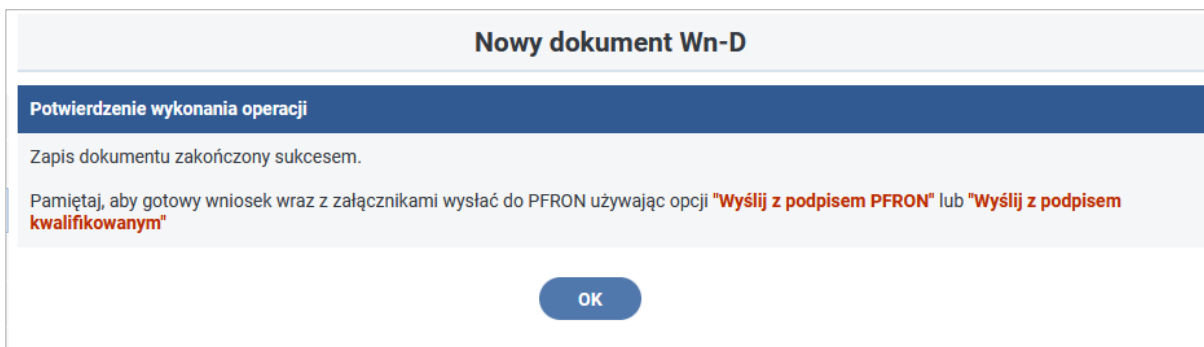 Nowy dokument Wn-D
Potwierdzenie wykonania operacji
Zapis dokumentu zakończony sukcesem.
Pamiętaj, aby gotowy wniosek wraz z załącznikami wysłać do PFRON używając opcji "Wyślij z podpisem PFRON" lub "Wyślij z podpisem
kwalifikowanym"
OK